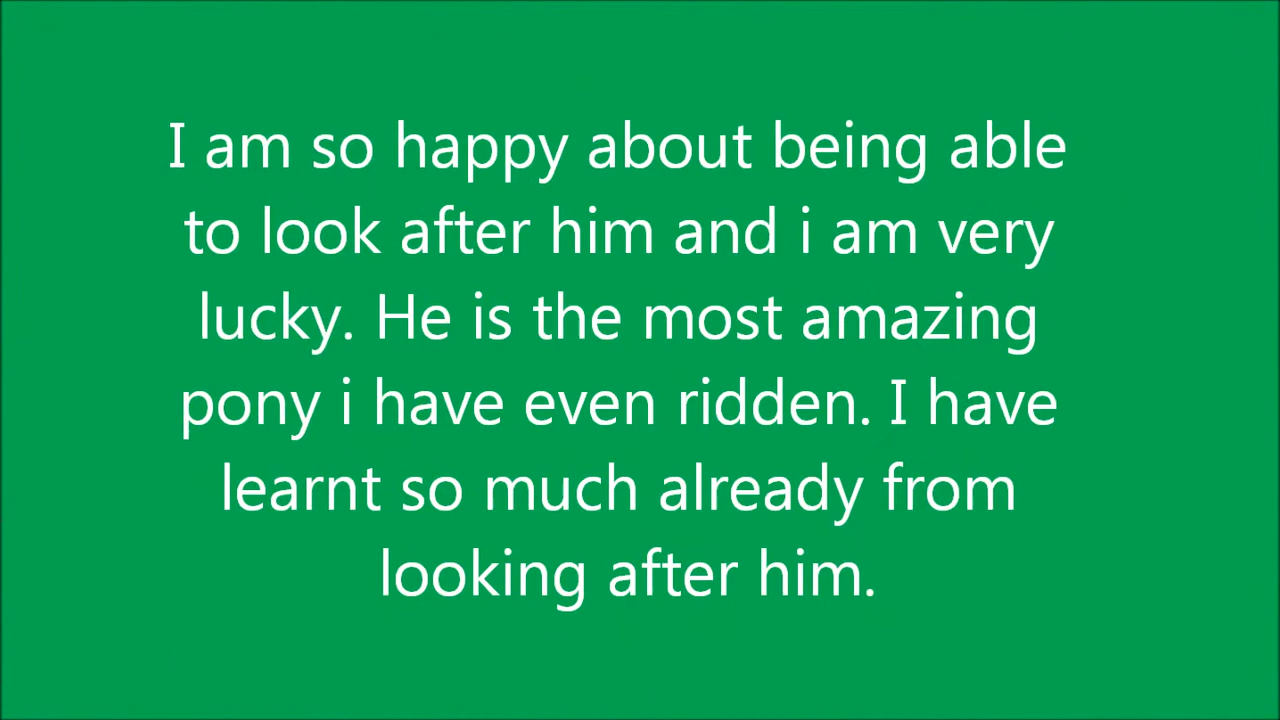 I am so happy about being able
to look after him and i am very
lucky. He is the most amazing
pony i have even ridden. I have
learnt so much already from
looking after him.